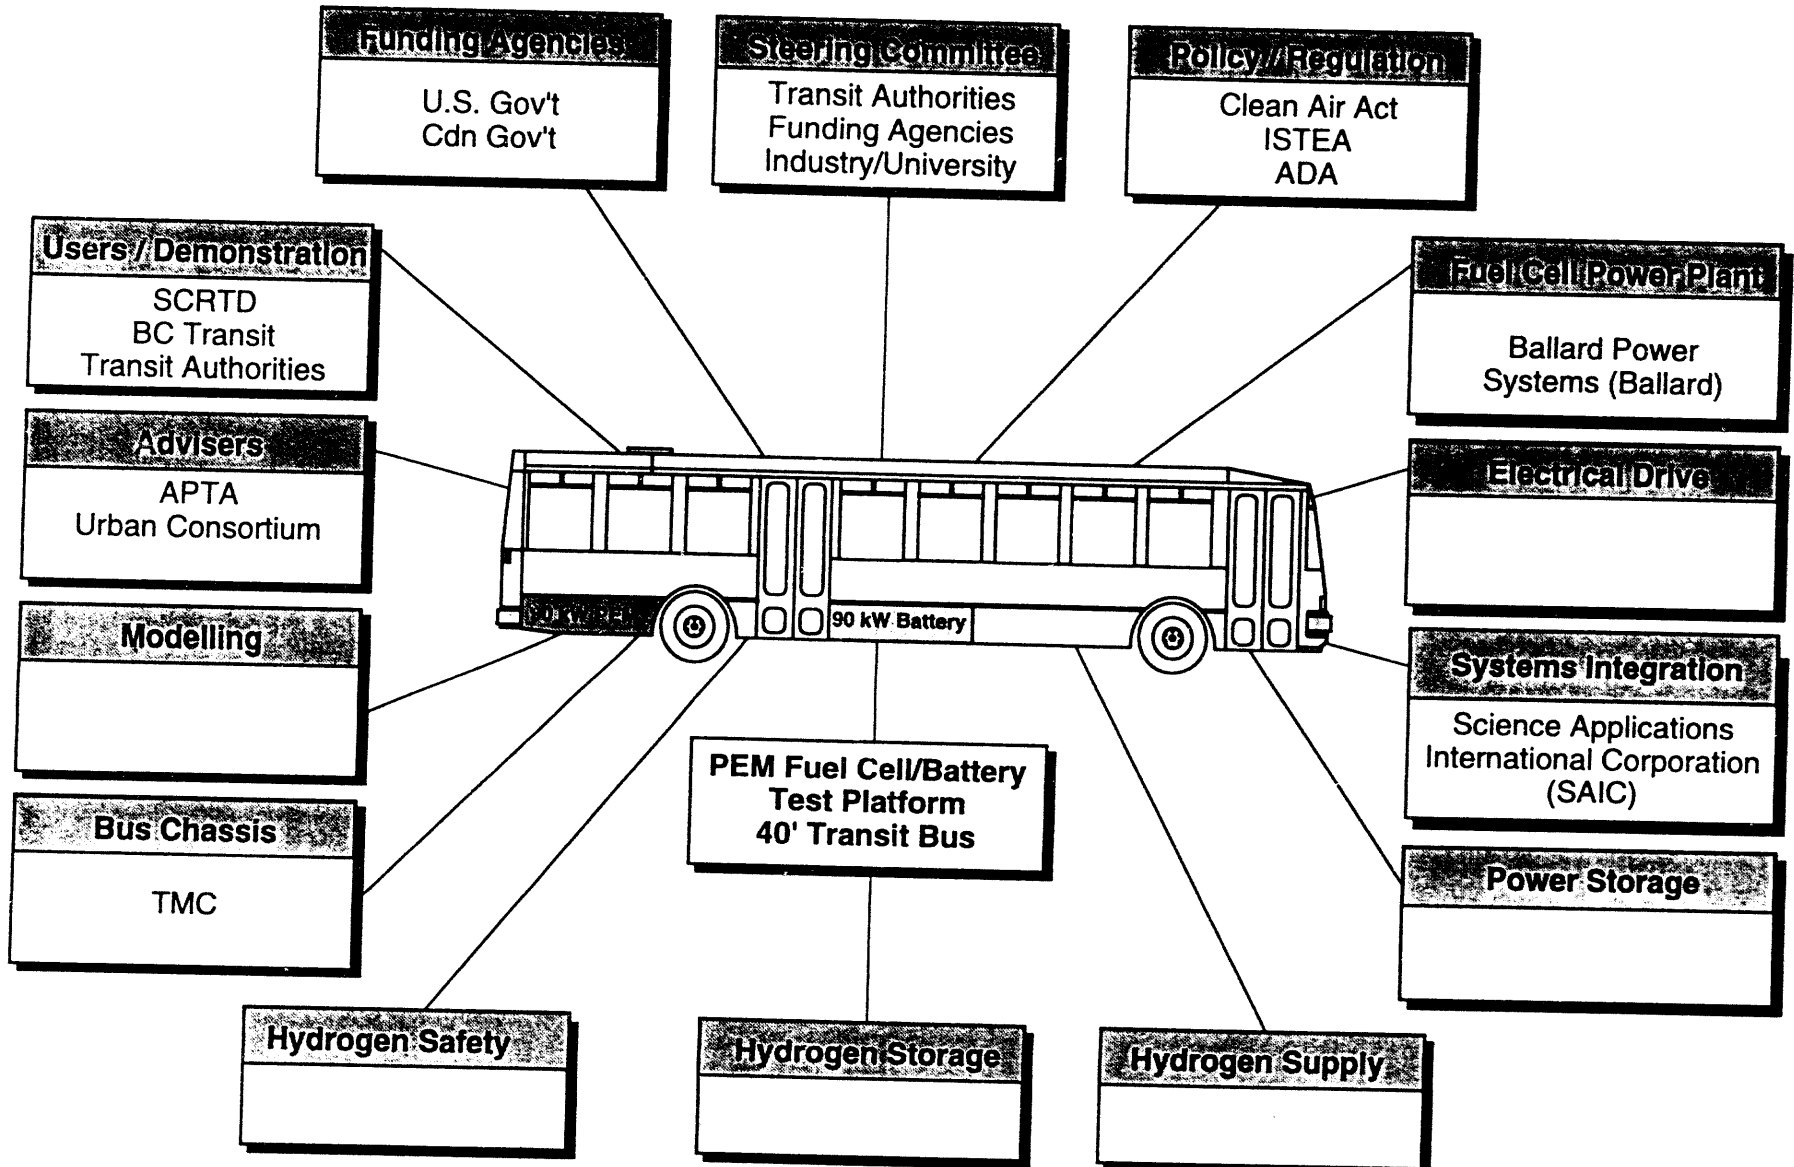 Funding Agencies
U.S. Gov't
Cdn Gov't
Steering Committee
Transit Authorities
Funding Agencies
Industry/University
Policy / Regulation
Clean Air Act
ISTEA
ADA
Users / Demonstration
SCRTD
BC Transit
Transit Authorities
Fuel Cell Power Plant
Ballard Power
Systems (Ballard)
Advisers
APTA
Urban Consortium
Electrical Drive
Modelling
90 kW Battery
Systems Integration
Science Applications
International Corporation
(SAIC)
PEM Fuel Cell/Battery
Test Platform
40' Transit Bus
Bus Chassis
TMC
Power Storage
Hydrogen Safety
Hydrogen Storage
Hydrogen Supply